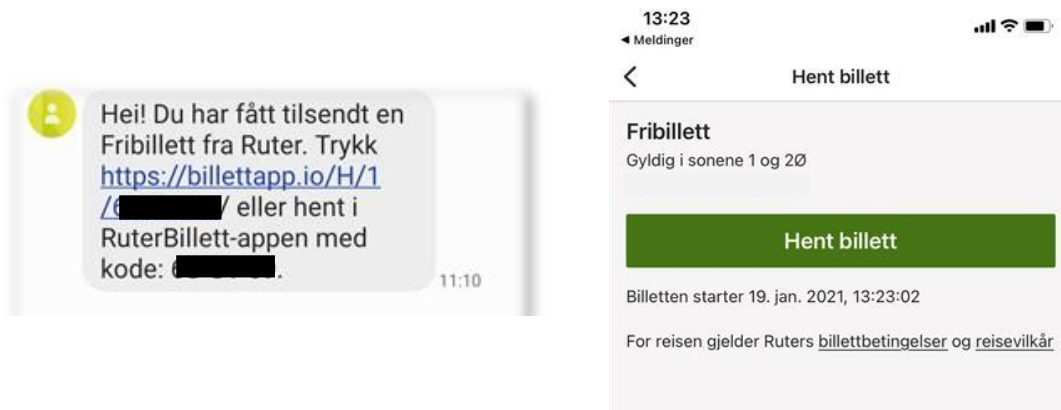 Hei! Du har fått tilsendt en
Fribillett fra Ruter. Trykk
https://billettapp.io/H/1
/ / eller hent i
RuterBillett-appen med
kode: .
11:10
13:23
◄ Meldinger
Hent billett
Fribillett
Gyldig i sonene 1 og 2Ø
Hent billett
Billetten starter 19. jan. 2021, 13:23:02
For reisen gjelder Ruters billettbetingelser og reisevilkår